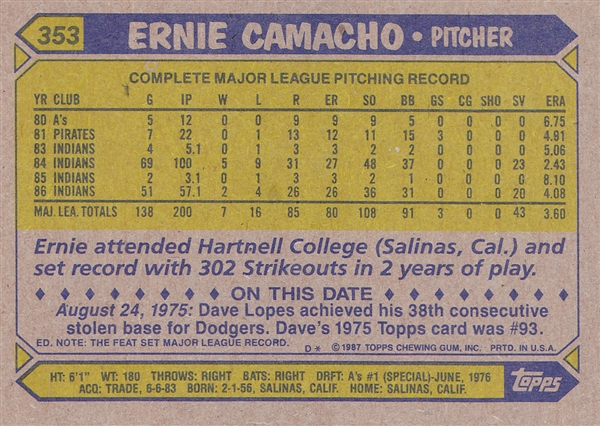 353 ERNIE CAMACHO • PITCHER
COMPLETE MAJOR LEAGUE PITCHING RECORD
YR CLUB G IP W L R ER SO BB GS CG SHO SV ERA
80 A's 5 12 0 0 9 9 9 5 0 0 0 0 6.75
81 PIRATES 7 22 0 1 13 12 11 15 3 0 0 0 4.91
83 INDIANS 4 5.1 0 1 3 3 2 2 0 0 0 0 5.06
84 INDIANS 69 100 5 9 31 27 48 37 0 0 0 23 2.43
85 INDIANS 2 3.1 0 1 3 3 2 1 0 0 0 0 8.10
86 INDIANS 51 57.1 2 4 26 26 36 31 0 0 0 20 4.08
MAJ. LEA. TOTALS 138 200 7 16 85 80 108 91 3 0 0 43 3.60
Ernie attended Hartnell College (Salinas, Cal.) and
set record with 302 Strikeouts in 2 years of play.
ON THIS DATE
August 24, 1975: Dave Lopes achieved his 38th consecutive
stolen base for Dodgers. Dave's 1975 Topps card was #93.
ED. NOTE: THE FEAT SET MAJOR LEAGUE RECORD.
D* © 1987 TOPPS CHEWING GUM, INC. PRTD. IN U.S.A.
HT: 6'1" WT: 180 THROWS: RIGHT BATS: RIGHT DRFT: A's #1 (SPECIAL)-JUNE, 1976
ACQ: TRADE, 6-6-83 BORN: 2-1-56, SALINAS, CALIF. HOME: SALINAS, CALIF.
topps